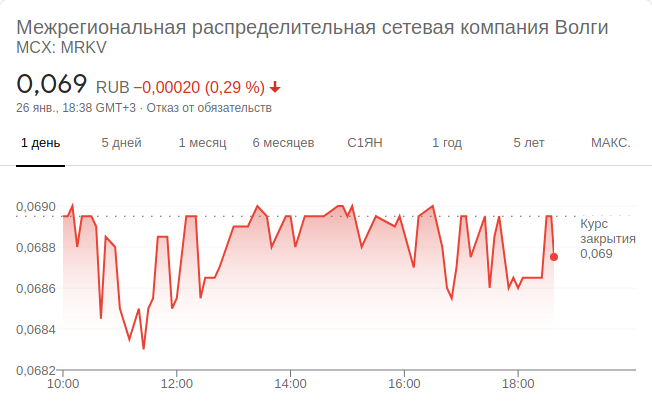 Межрегиональная распределительная сетевая компания Волги
MCX: MRKV
0,069 RUB −0,00020 (0,29 %)
26 янв., 18:38 GMT+3 · Отказ от обязательств
1 день 5 дней 1 месяц 6 месяцев С1ЯН 1 год 5 лет МАКС.
0,0690
0,0688
0,0686
0,0684
0,0682
Курс
закрытия
0,069
10:00 12:00 14:00 16:00 18:00